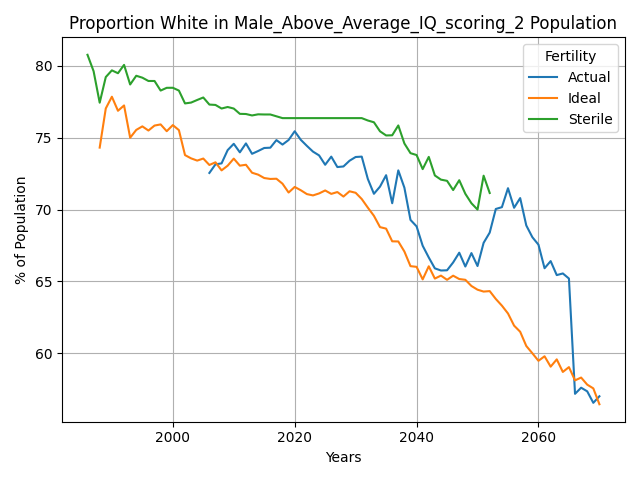 Proportion White in Male_Above_Average_IQ_scoring_2 Population
Fertility
Actual
Ideal
Sterile
% of Population
80
75
70
65
60
2000
2020
2040
2060
Years